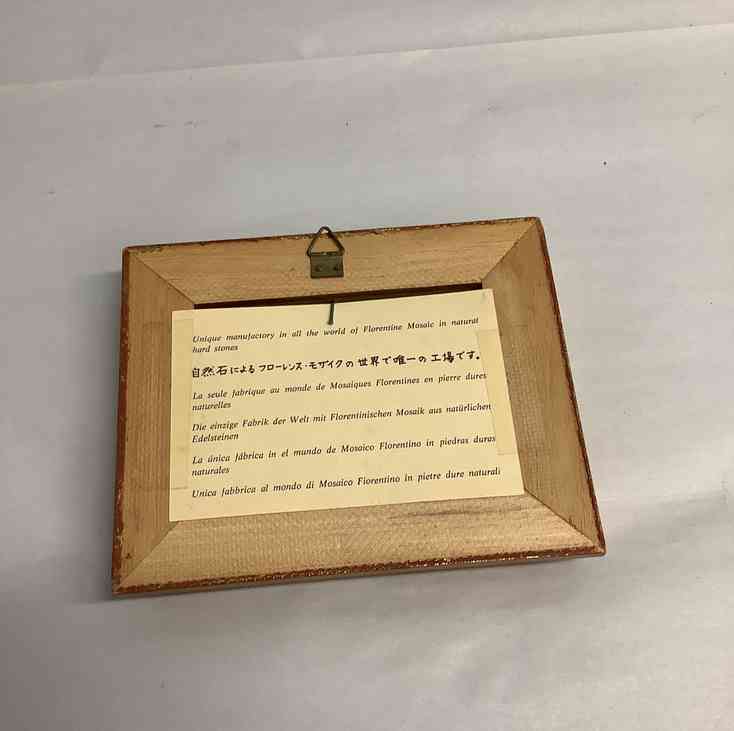 Unique manufactory in all the world of Florentine Mosaic in natural
hard stones
自然石によるフローレンス・モザイクの世界で唯一の工場です。
La seule fabrique au monde de Mosaiques Florentines en pierre dures
naturelles
Die einzige Fabrik der Welt mit Florentinischen Mosaik aus natürlichen
Edelsteinen
La única fábrica in el mundo de Mosaico Florentino in piedras duras
naturales
Unica fabbrica al mondo di Mosaico Fiorentino in pietre dure naturali